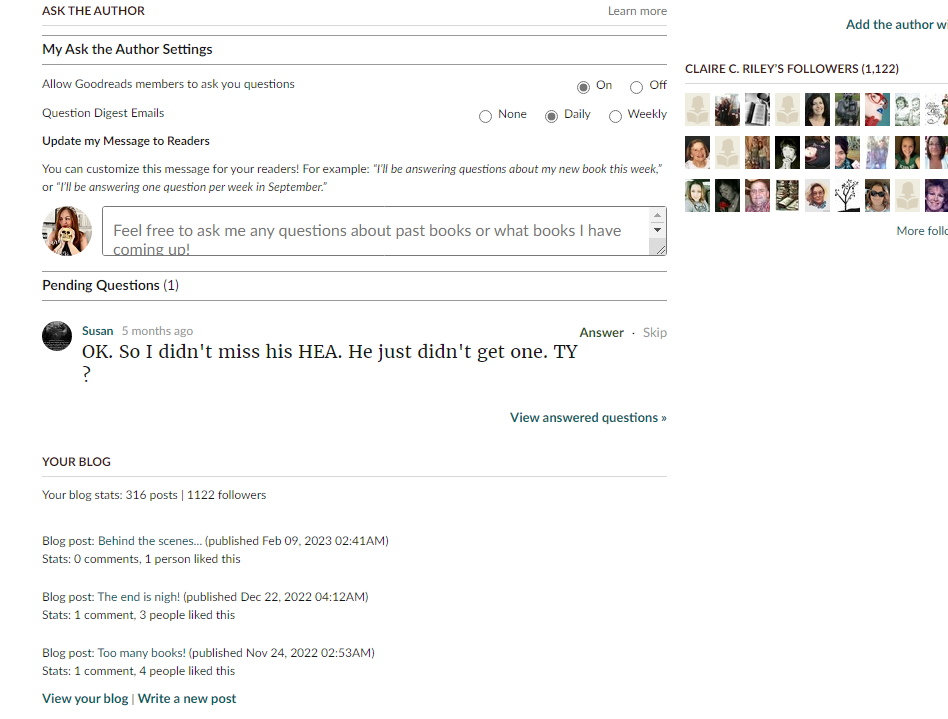 ASK THE AUTHOR
Learn more
My Ask the Author Settings
Allow Goodreads members to ask you questions
On
Off
Question Digest Emails
None
Daily
Weekly
Update my Message to Readers
You can customize this message for your readers! For example: “I’ll be answering questions about my new book this week,”
or “I’ll be answering one question per week in September.”
Feel free to ask me any questions about past books or what books I have
coming up!
Pending Questions (1)
Susan 5 months ago
Answer · Skip
OK. So I didn't miss his HEA. He just didn't get one. TY
?
View answered questions »
YOUR BLOG
Your blog stats: 316 posts | 1122 followers
Blog post: Behind the scenes... (published Feb 09, 2023 02:41AM)
Stats: 0 comments, 1 person liked this
Blog post: The end is nigh! (published Dec 22, 2022 04:12AM)
Stats: 1 comment, 3 people liked this
Blog post: Too many books! (published Nov 24, 2022 02:53AM)
Stats: 1 comment, 4 people liked this
View your blog | Write a new post
Add the author wi
CLAIRE C. RILEY’S FOLLOWERS (1,122)
More follo